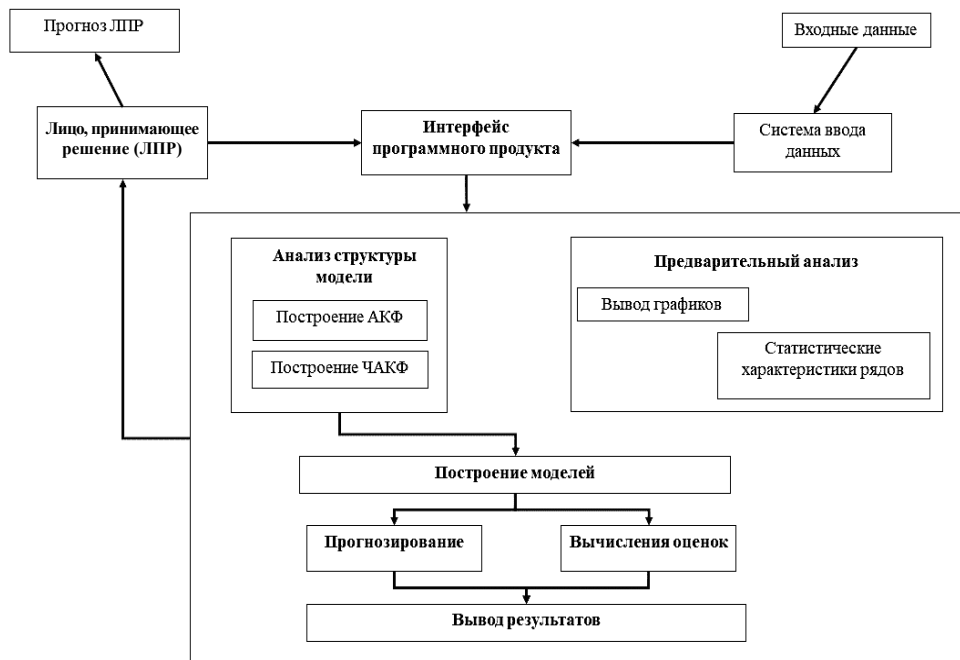 Прогноз ЛПР
Входные данные
Лицо, принимающее
решение (ЛПР)
Интерфейс
программного продукта
Система ввода
данных
Анализ структуры
модели
Построение АКФ
Построение ЧАКФ
Предварительный анализ
Вывод графиков
Статистические
характеристики рядов
Построение моделей
Прогнозирование
Вычисления оценок
Вывод результатов